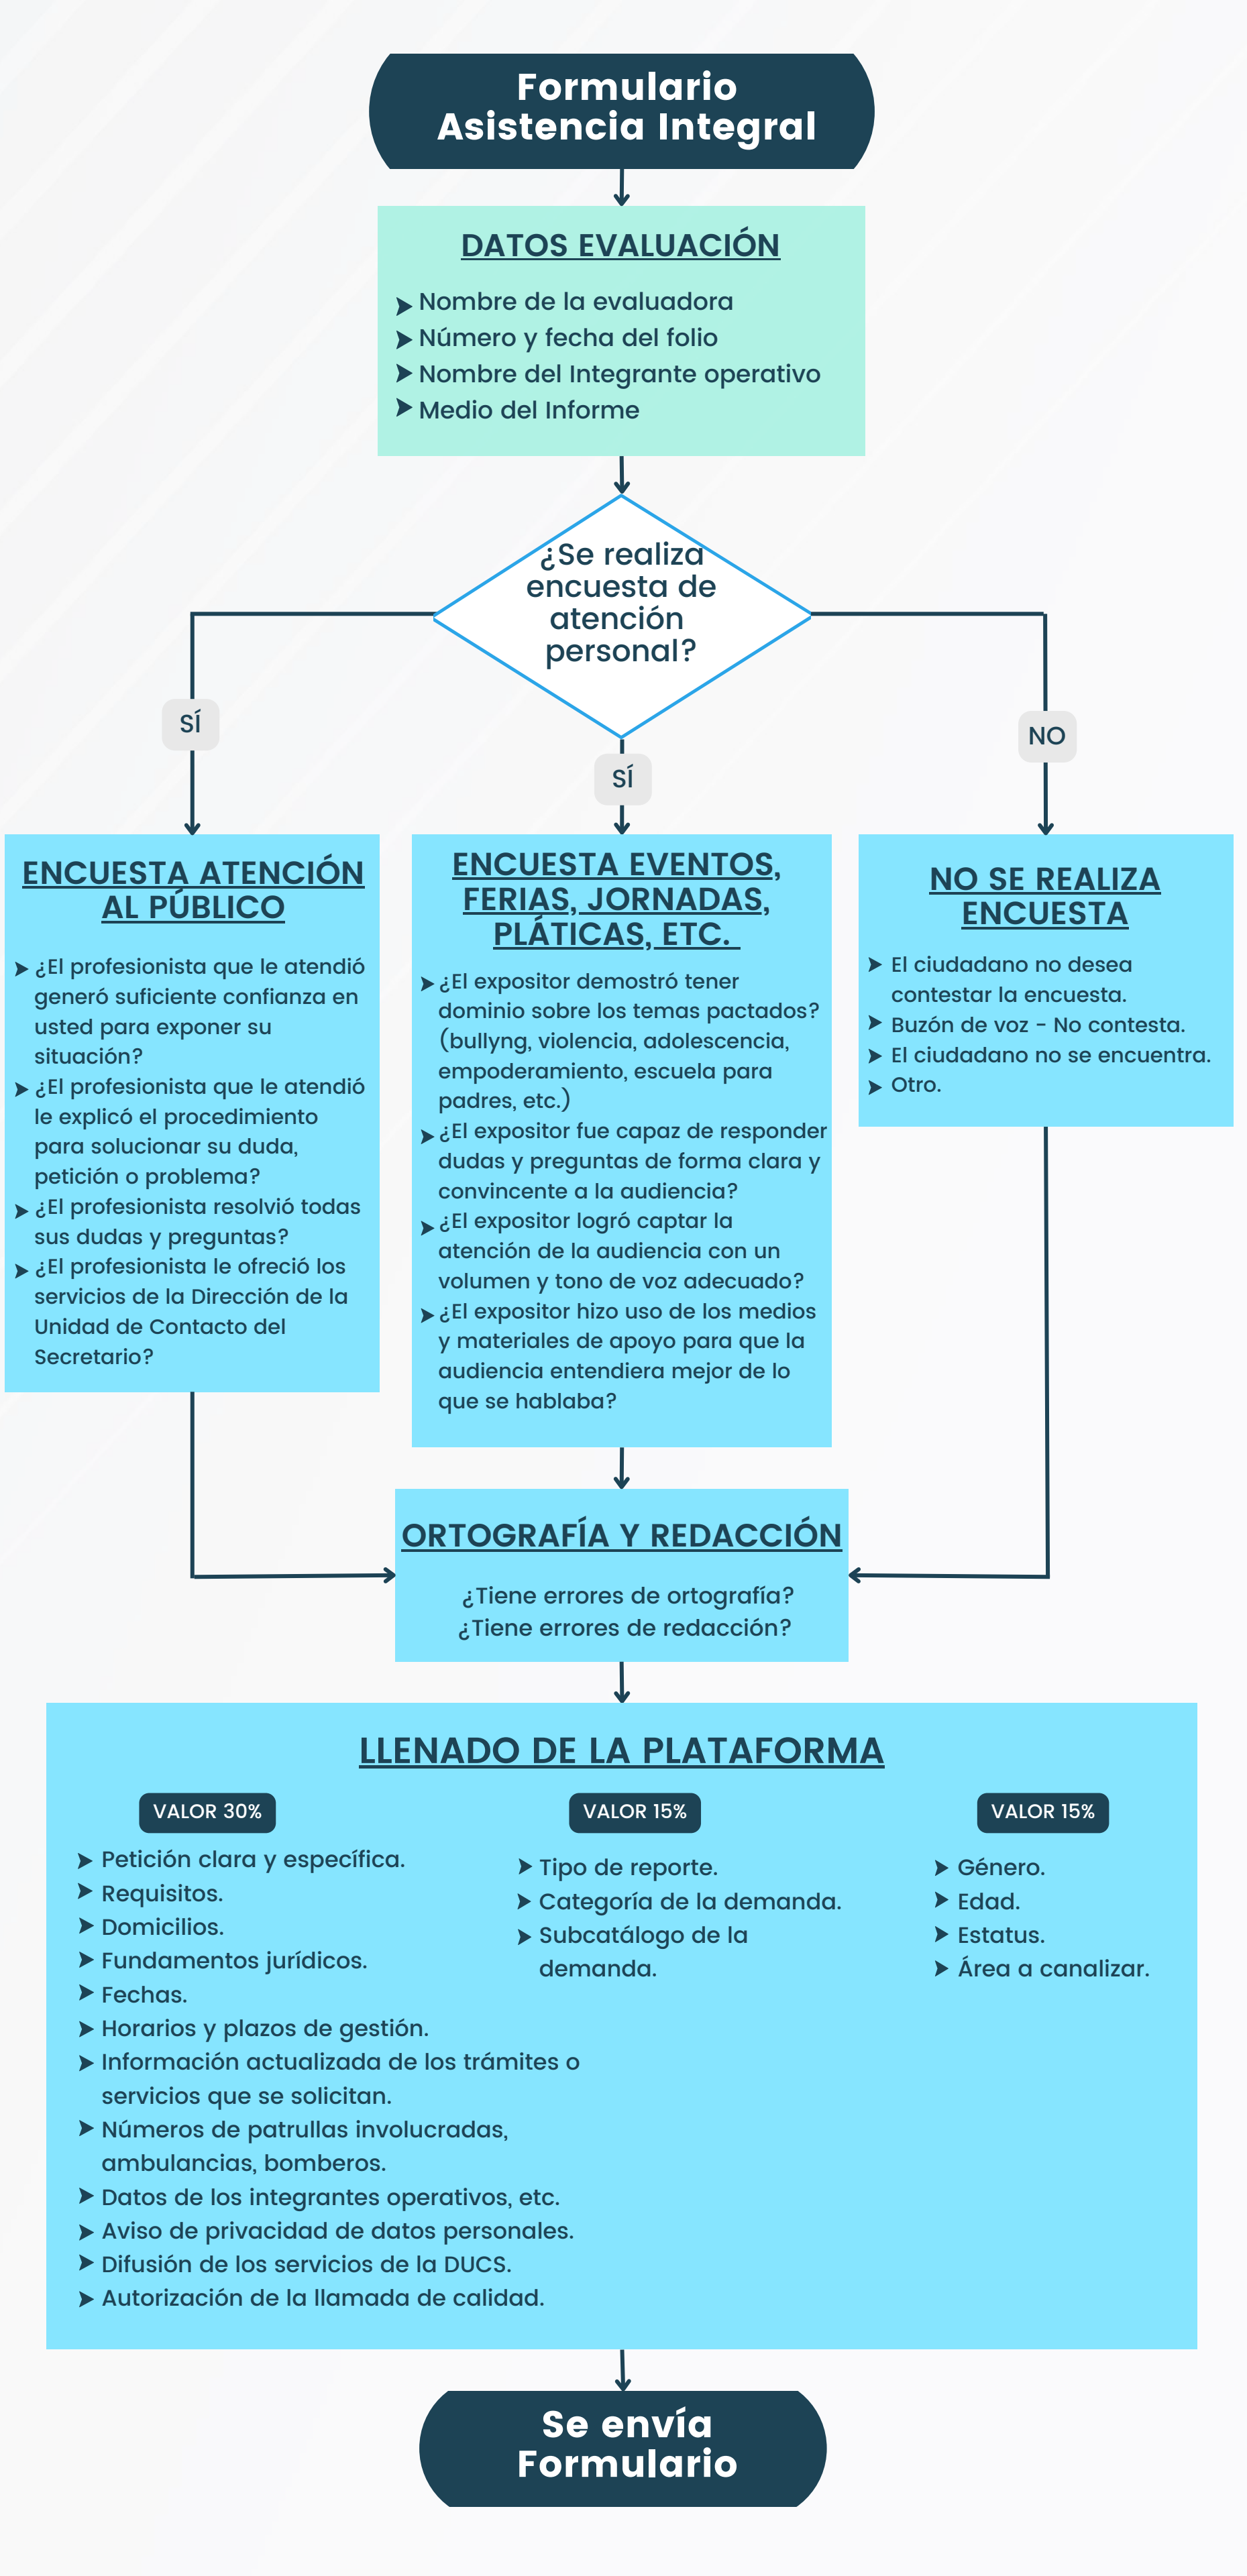 Formulario
Asistencia Integral
DATOS EVALUACIÓN
Nombre de la evaluadora
Número y fecha del folio
Nombre del Integrante operativo
Medio del Informe
¿Se realiza
encuesta de
atención
personal?
SÍ
SÍ
NO
ENCUESTA ATENCIÓN
AL PÚBLICO
¿El profesionista que le atendió
generó suficiente confianza en
usted para exponer su
situación?
¿El profesionista que le atendió
le explicó el procedimiento
para solucionar su duda,
petición o problema?
¿El profesionista resolvió todas
sus dudas y preguntas?
¿El profesionista le ofreció los
servicios de la Dirección de la
Unidad de Contacto del
Secretario?
ENCUESTA EVENTOS,
FERIAS, JORNADAS,
PLÁTICAS, ETC.
¿El expositor demostró tener
dominio sobre los temas pactados?
(bullyng, violencia, adolescencia,
empoderamiento, escuela para
padres, etc.)
¿El expositor fue capaz de responder
dudas y preguntas de forma clara y
convincente a la audiencia?
¿El expositor logró captar la
atención de la audiencia con un
volumen y tono de voz adecuado?
¿El expositor hizo uso de los medios
y materiales de apoyo para que la
audiencia entendiera mejor de lo
que se hablaba?
NO SE REALIZA
ENCUESTA
El ciudadano no desea
contestar la encuesta.
Buzón de voz - No contesta.
El ciudadano no se encuentra.
Otro.
ORTOGRAFÍA Y REDACCIÓN
¿Tiene errores de ortografía?
¿Tiene errores de redacción?
LLENADO DE LA PLATAFORMA
VALOR 30%
Petición clara y específica.
Requisitos.
Domicilios.
Fundamentos jurídicos.
Fechas.
Horarios y plazos de gestión.
Información actualizada de los trámites o
servicios que se solicitan.
Números de patrullas involucradas,
ambulancias, bomberos.
Datos de los integrantes operativos, etc.
Aviso de privacidad de datos personales.
Difusión de los servicios de la DUCS.
Autorización de la llamada de calidad.
VALOR 15%
Tipo de reporte.
Categoría de la demanda.
Subcatálogo de la
demanda.
VALOR 15%
Género.
Edad.
Estatus.
Área a canalizar.
Se envía
Formulario